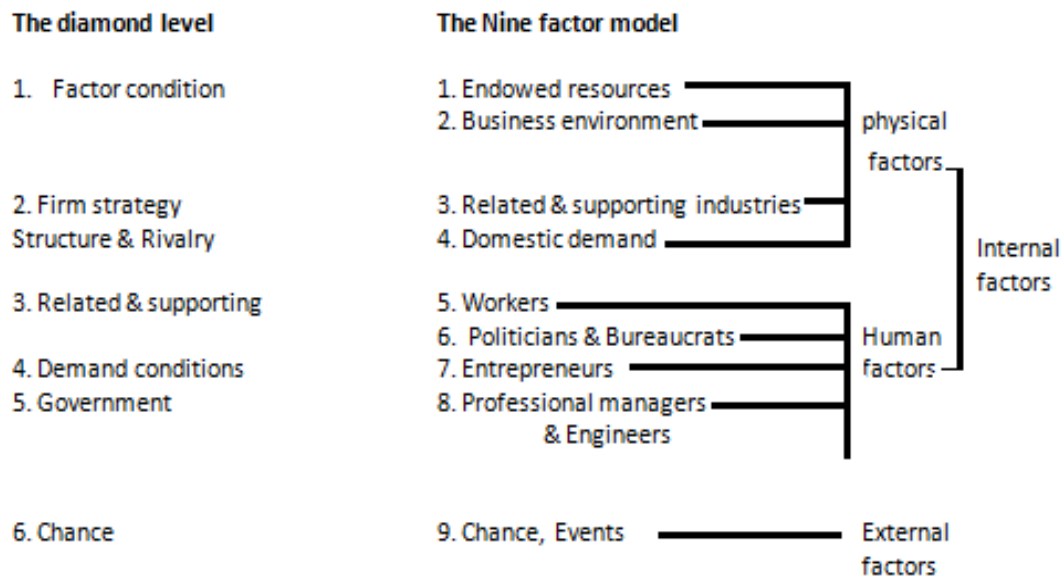 The diamond level The Nine factor model
1. Factor condition 1. Endowed resources
2. Business environment physical
factors
2. Firm strategy 3. Related & supporting industries
Structure & Rivalry 4. Domestic demand Internal
factors
3. Related & supporting 5. Workers
6. Politicians & Bureaucrats Human
4. Demand conditions 7. Entrepreneurs factors
5. Government 8. Professional managers
& Engineers
6. Chance 9. Chance, Events External
factors